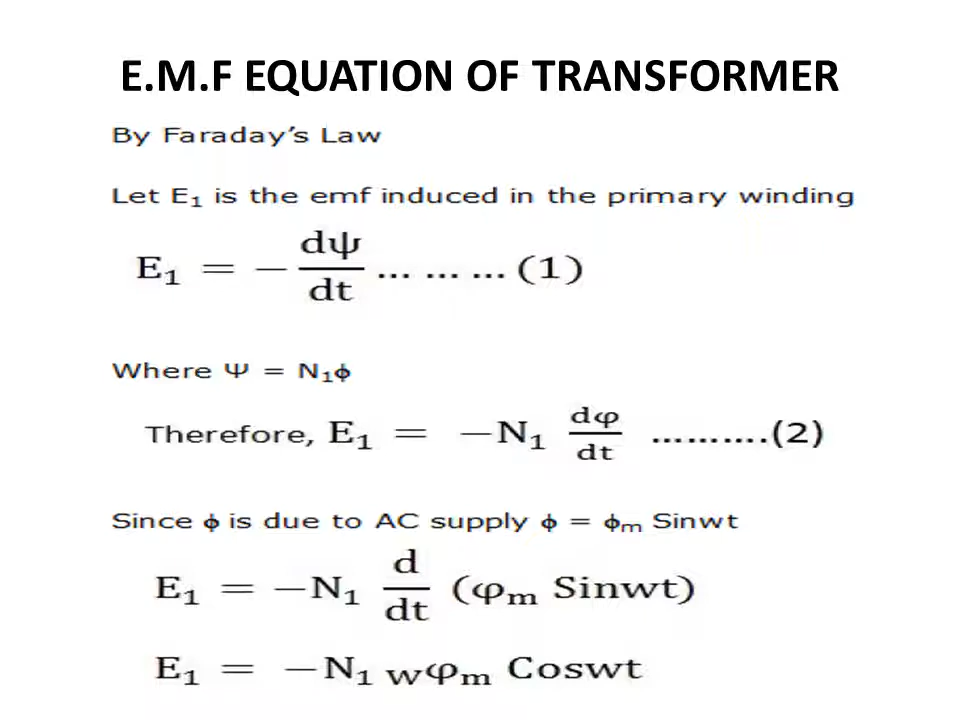 E.M.F EQUATION OF TRANSFORMER
By Faraday's Law
Let E₁ is the emf induced in the primary winding
E₁ = − dψ/dt ... ... ... (1)
Where Ψ = N₁ϕ
Therefore, E₁ = −N₁ dφ/dt ..........(2)
Since ϕ is due to AC supply ϕ = ϕₘ Sinwt
E₁ = −N₁ d/dt (φₘ Sinwt)
E₁ = −N₁ wφₘ Coswt